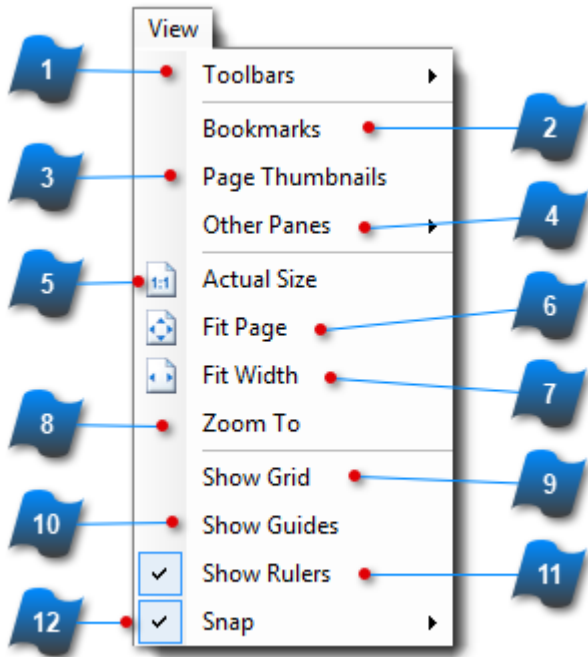 View
1 Toolbars
Bookmarks 2
3 Page Thumbnails
Other Panes 4
5 1:1 Actual Size
Fit Page 6
Fit Width 7
8 Zoom To
Show Grid 9
10 Show Guides
Show Rulers 11
12 Snap